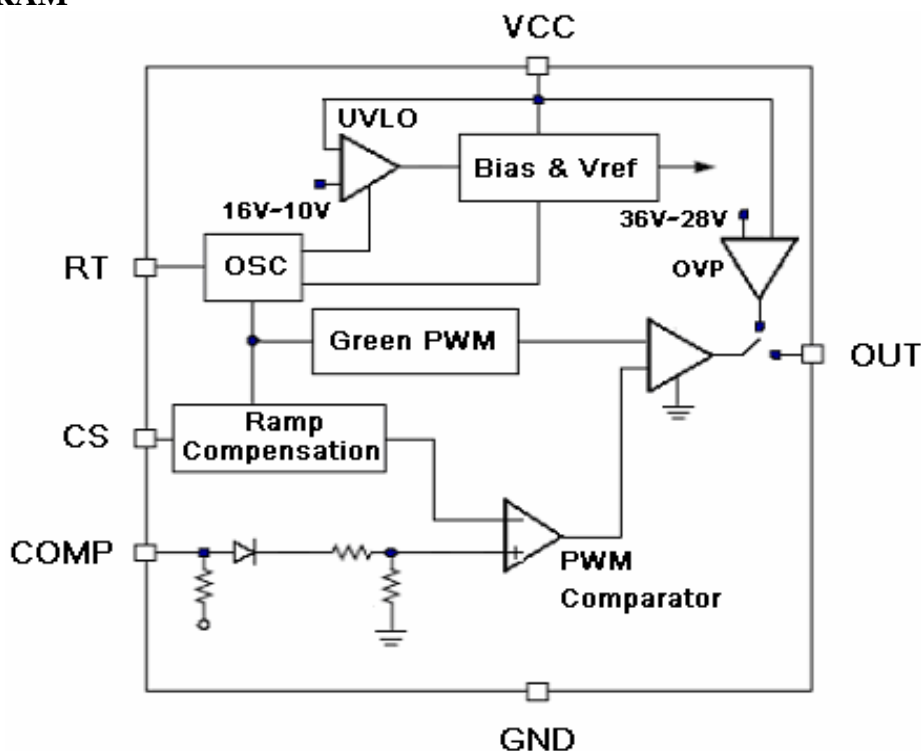 VCC
UVLO
Bias & Vref
16V~10V
36V~28V
RT
OSC
OVP
Green PWM
OUT
CS
Ramp
Compensation
COMP
PWM
Comparator
GND